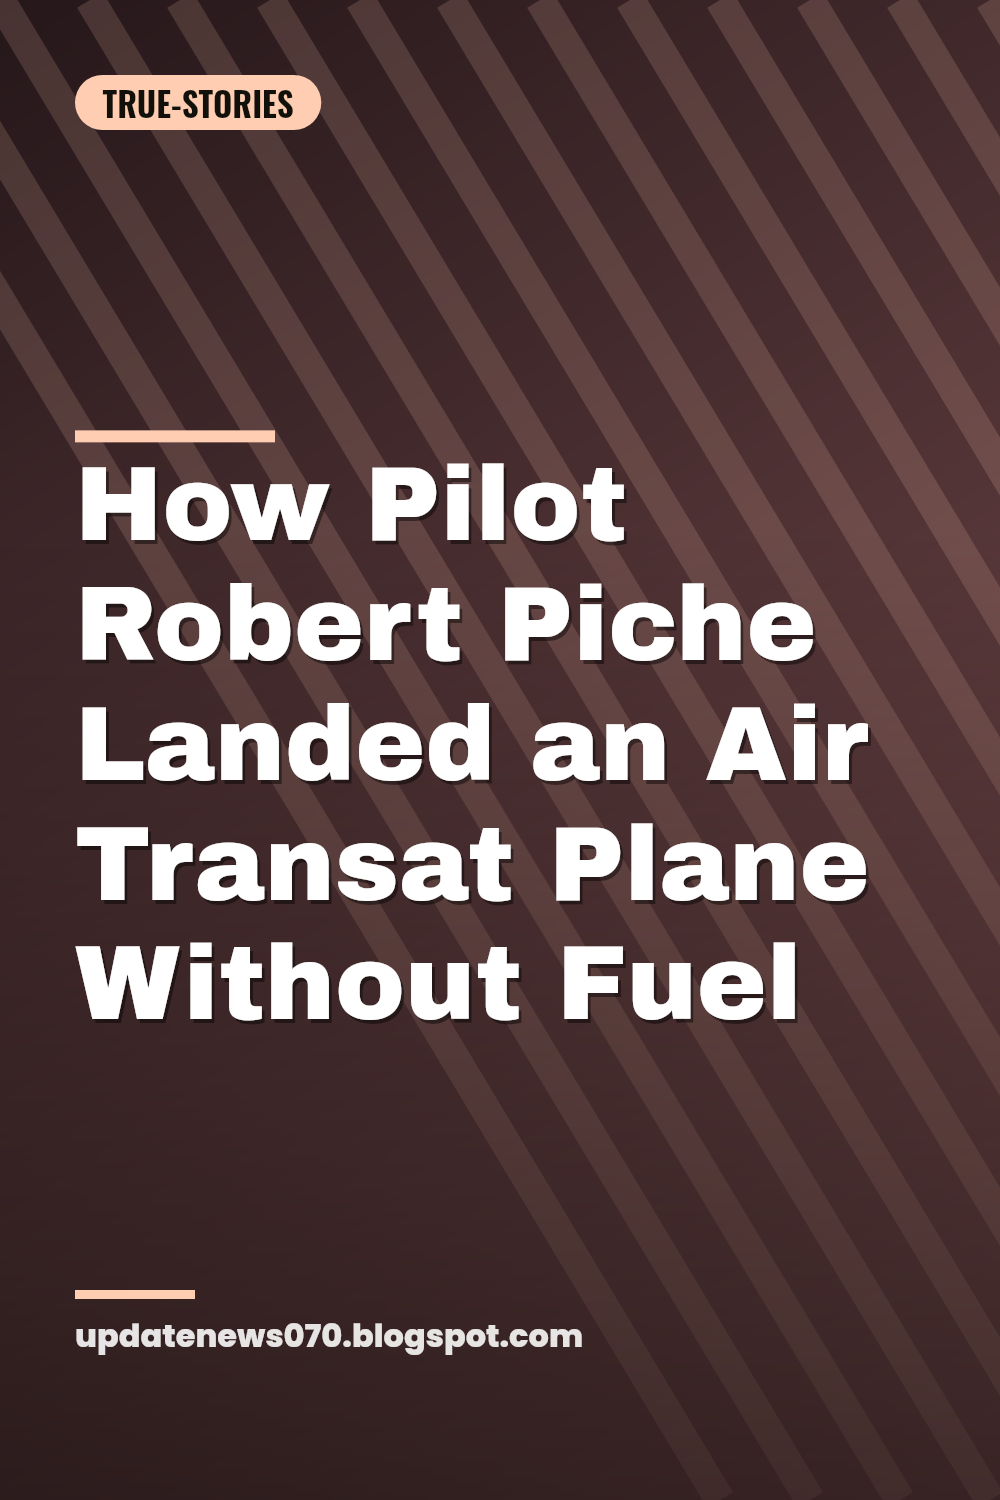 TRUE-STORIES
How Pilot
Robert Piche
Landed an Air
Transat Plane
Without Fuel
updatenews070.blogspot.com